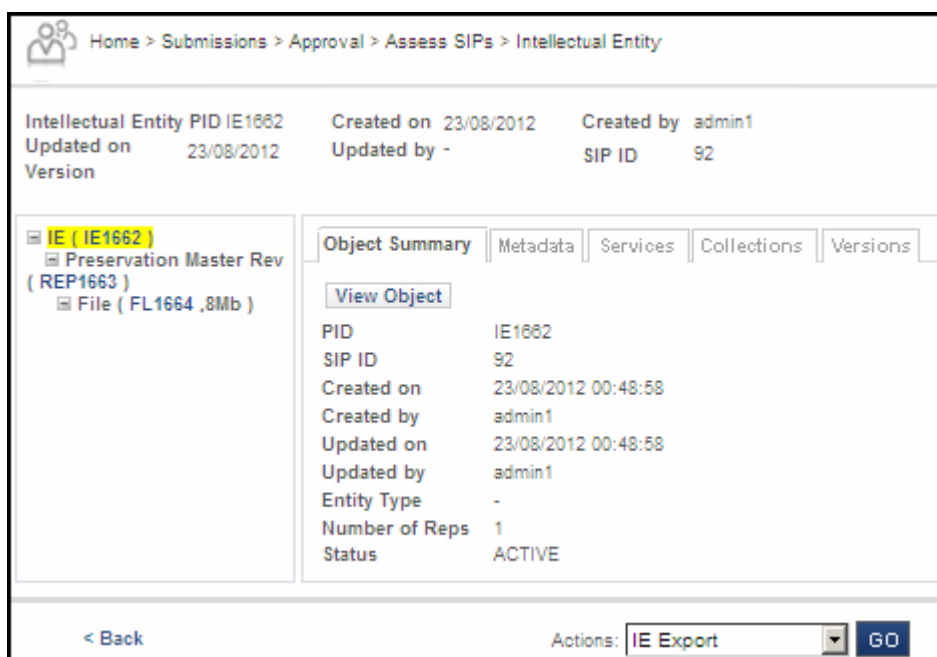 Home > Submissions > Approval > Assess SIPs > Intellectual Entity
Intellectual Entity PID IE1662 Created on 23/08/2012 Created by admin1
Updated on 23/08/2012 Updated by - SIP ID 92
Version
IE ( IE1662 )
Preservation Master Rev
( REP1663 )
File ( FL1664 ,8Mb )
Object Summary Metadata Services Collections Versions
View Object
PID IE1662
SIP ID 92
Created on 23/08/2012 00:48:58
Created by admin1
Updated on 23/08/2012 00:48:58
Updated by admin1
Entity Type -
Number of Reps 1
Status ACTIVE
< Back Actions: IE Export GO